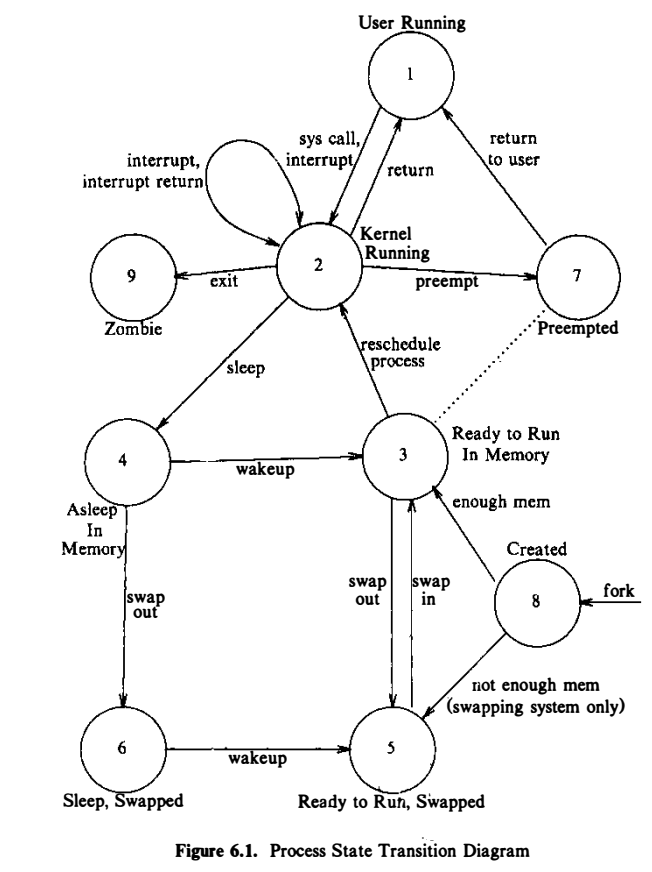 User Running
1
sys call,
interrupt
return
return
to user
interrupt,
interrupt return
Kernel
Running
2
9
exit
Zombie
preempt
7
Preempted
reschedule
process
sleep
4
wakeup
3
Ready to Run
In Memory
Asleep
In
Memory
enough mem
Created
8
fork
swap
out
swap
out
swap
in
not enough mem
(swapping system only)
6
wakeup
5
Sleep, Swapped
Ready to Run, Swapped
Figure 6.1. Process State Transition Diagram